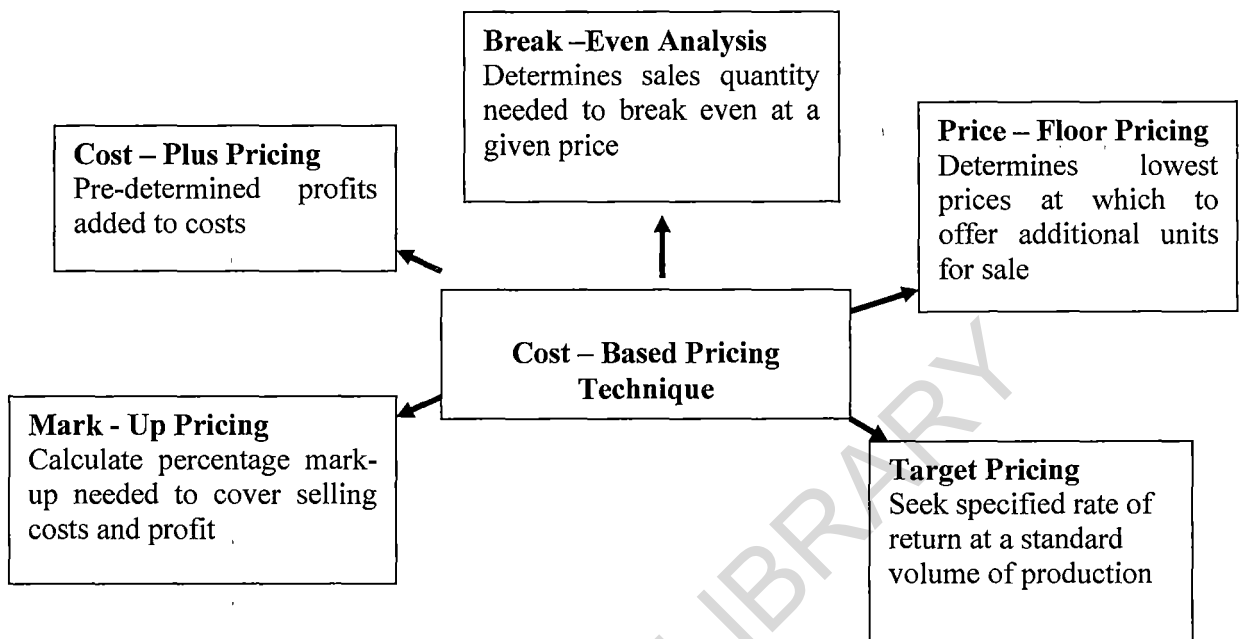 Break –Even Analysis
Determines sales quantity
needed to break even at a
given price
Cost – Plus Pricing
Pre-determined profits
added to costs
Price – Floor Pricing
Determines lowest
prices at which to
offer additional units
for sale
Cost – Based Pricing
Technique
Mark - Up Pricing
Calculate percentage mark-
up needed to cover selling
costs and profit
Target Pricing
Seek specified rate of
return at a standard
volume of production
LIBRARY